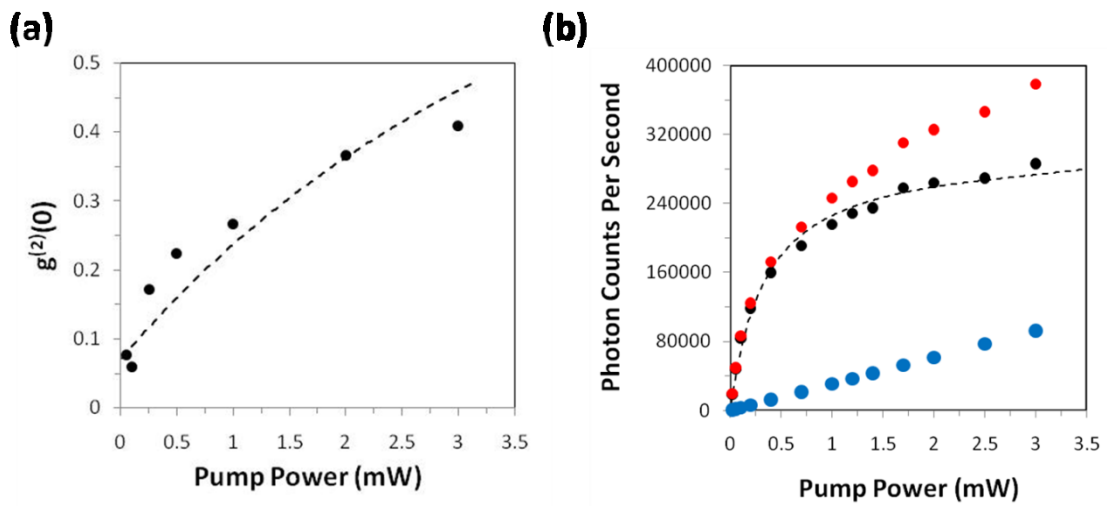 (a)
(b)
g(2)(0)
0.5
0.4
0.3
0.2
0.1
0
0 0.5 1 1.5 2 2.5 3 3.5
Pump Power (mW)
Photon Counts Per Second
400000
320000
240000
160000
80000
0
0 0.5 1 1.5 2 2.5 3 3.5
Pump Power (mW)